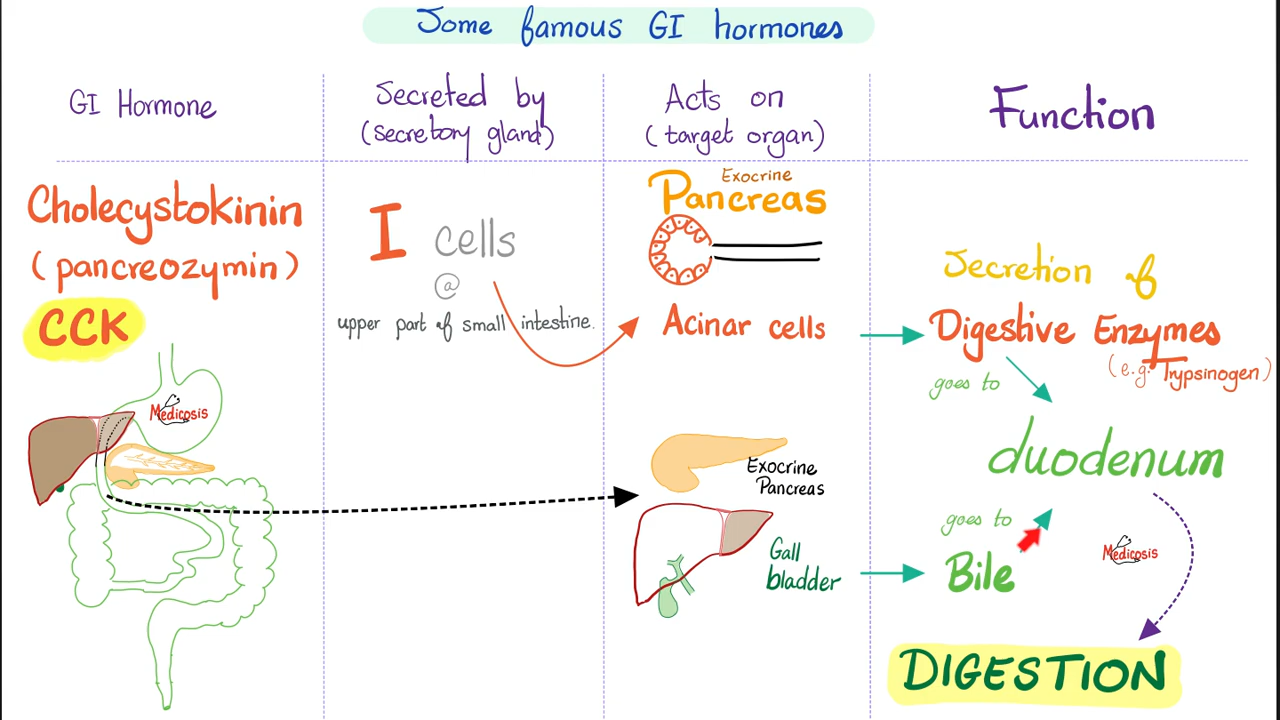 Some famous GI hormones
GI Hormone
Secreted by
(secretory gland)
Acts on
(target organ)
Function
Cholecystokinin
(pancreozymin)
CCK
I cells
@
upper part of small intestine.
Exocrine
Pancreas
Acinar cells
Secretion of
Digestive Enzymes
(e.g. Trypsinogen)
goes to
duodenum
Medicosis
Exocrine
Pancreas
Gall
bladder
goes to
Bile
Medicosis
DIGESTION